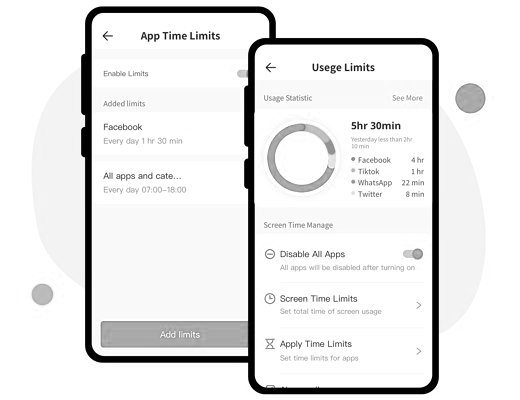 App Time Limits
Enable Limits
Added limits
Facebook
Every day 1 hr 30 min
All apps and cate...
Every day 07:00–18:00
Add limits
Usege Limits
Usage Statistic
See More
5hr 30min
Yesterday less than 2hr
10 min
Facebook 4 hr
Tiktok 1 hr
WhatsApp 22 min
Twitter 8 min
Screen Time Manage
Disable All Apps
All apps will be disabled after turning on
Screen Time Limits
Set total time of screen usage
Apply Time Limits
Set time limits for apps